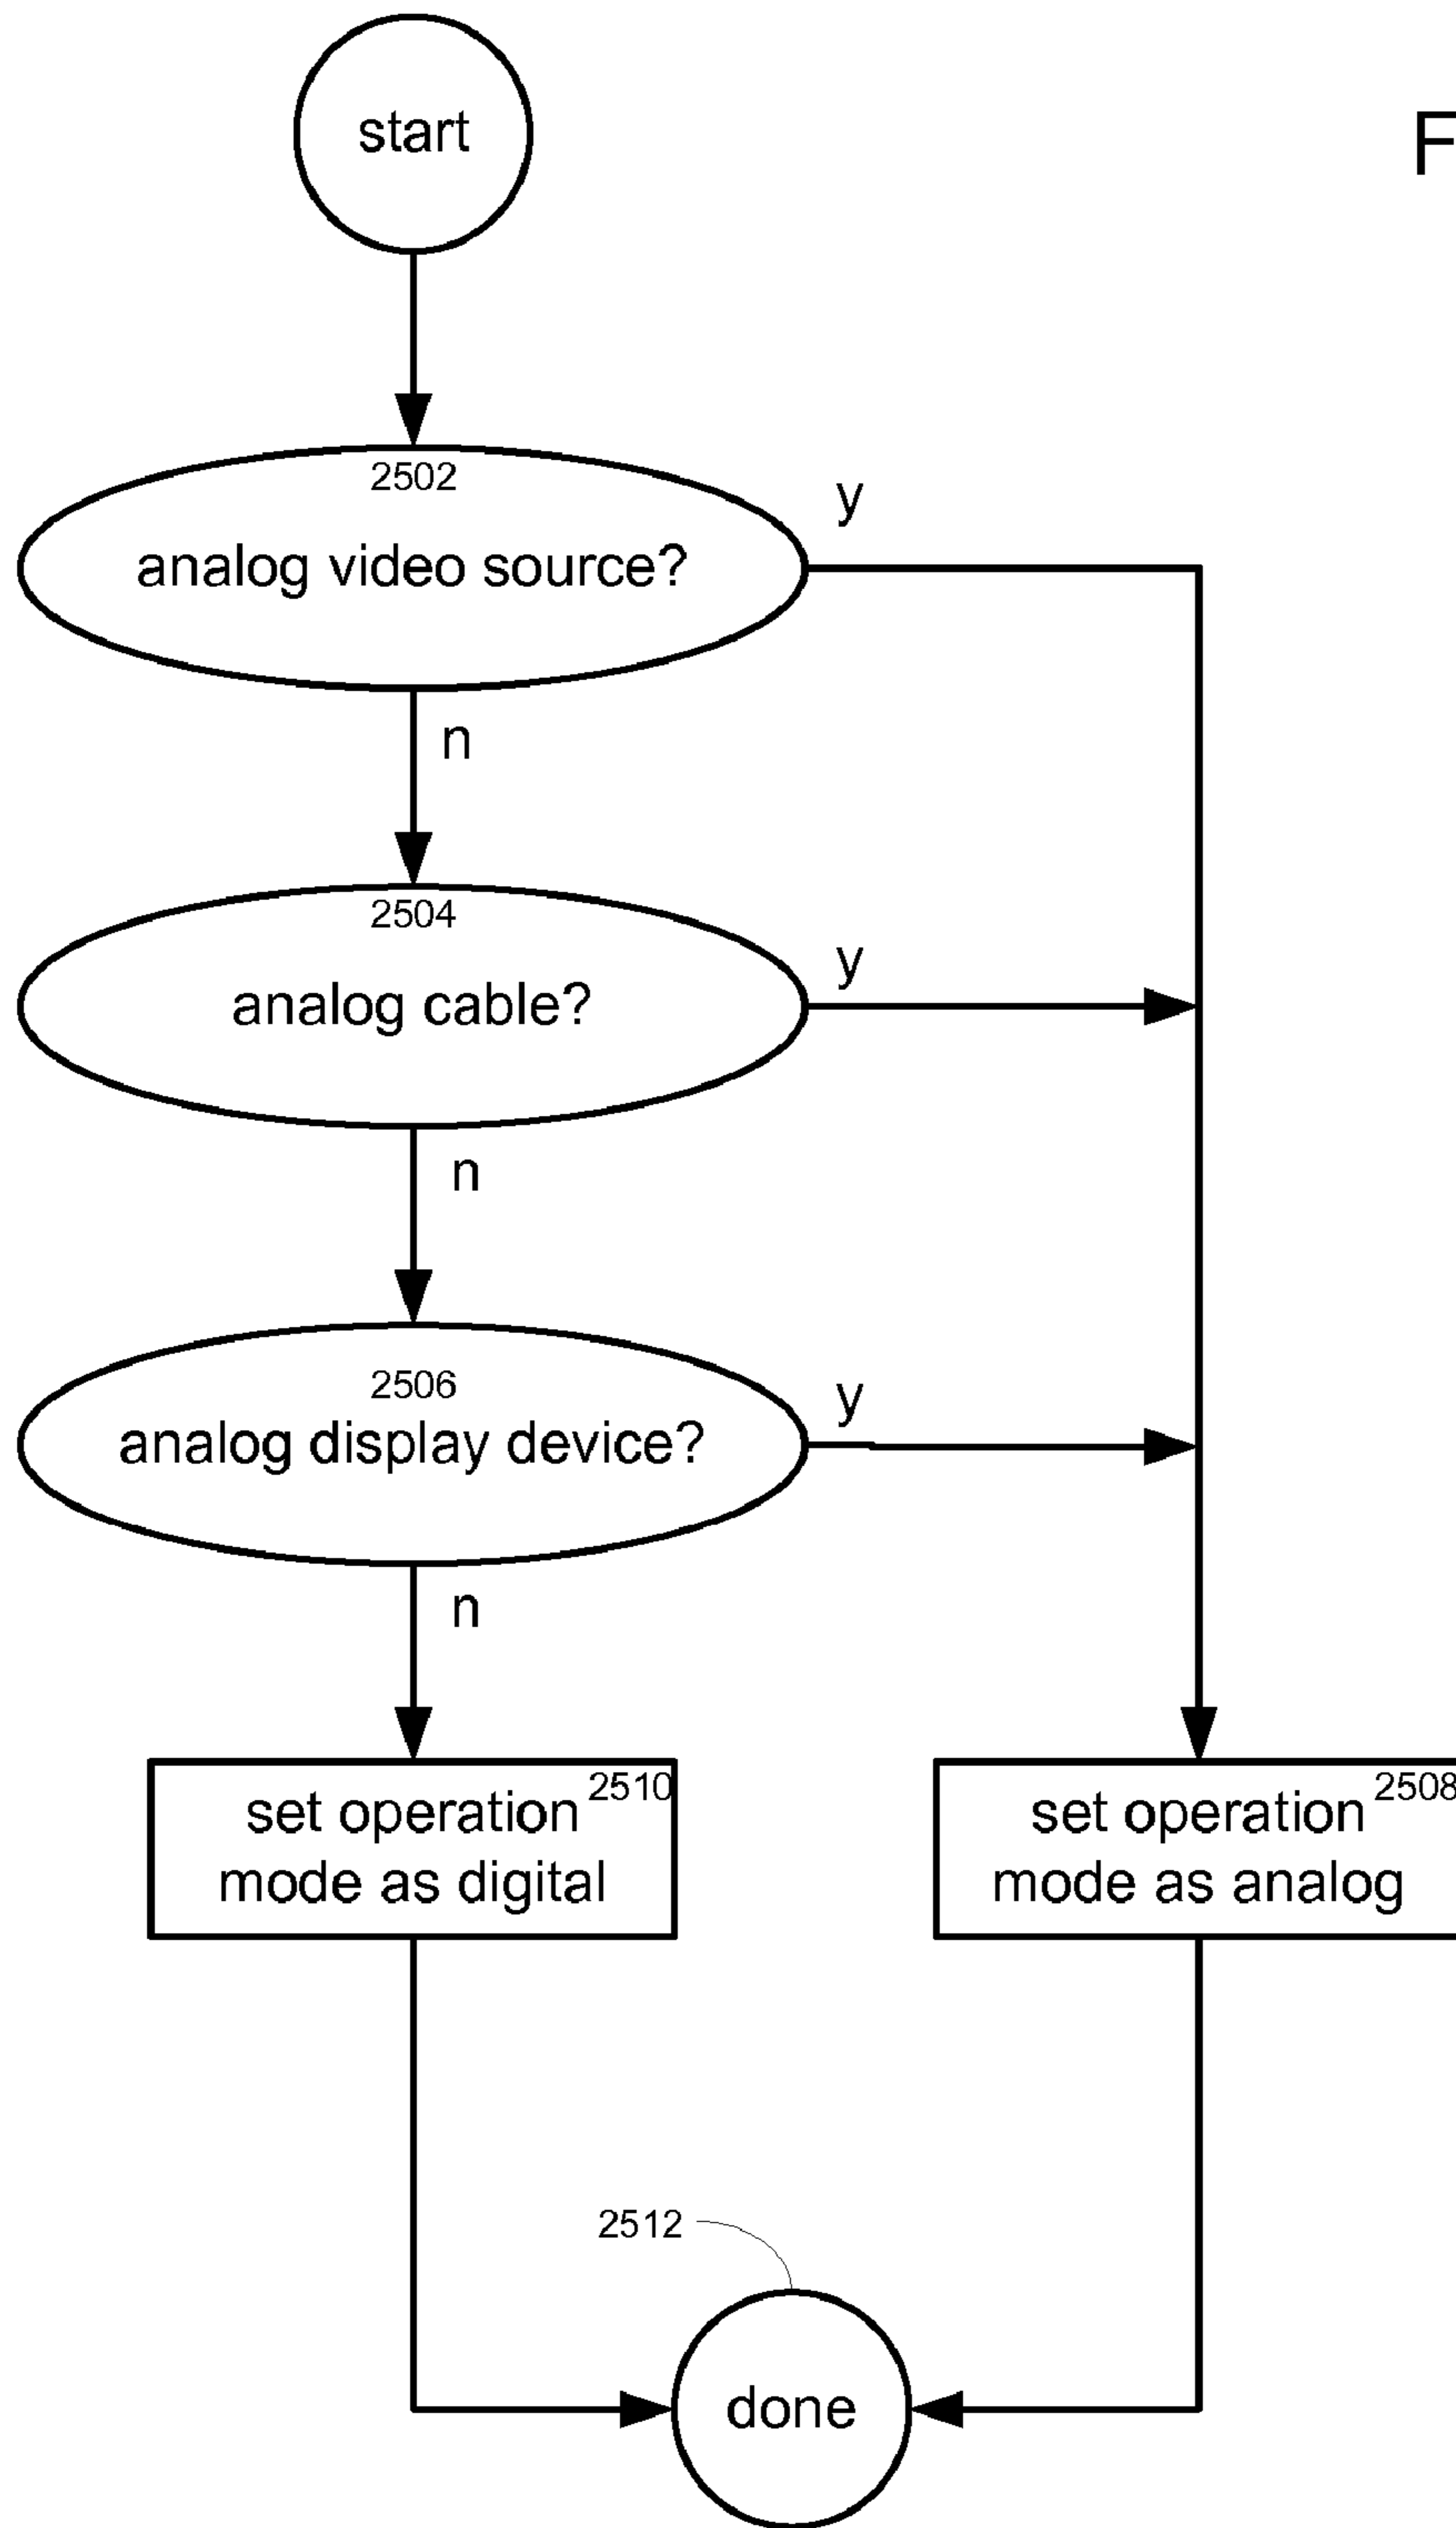 start
F
2502
analog video source?
y
n
2504
analog cable?
y
n
2506
analog display device?
y
n
2510
set operation
mode as digital
2508
set operation
mode as analog
2512
done